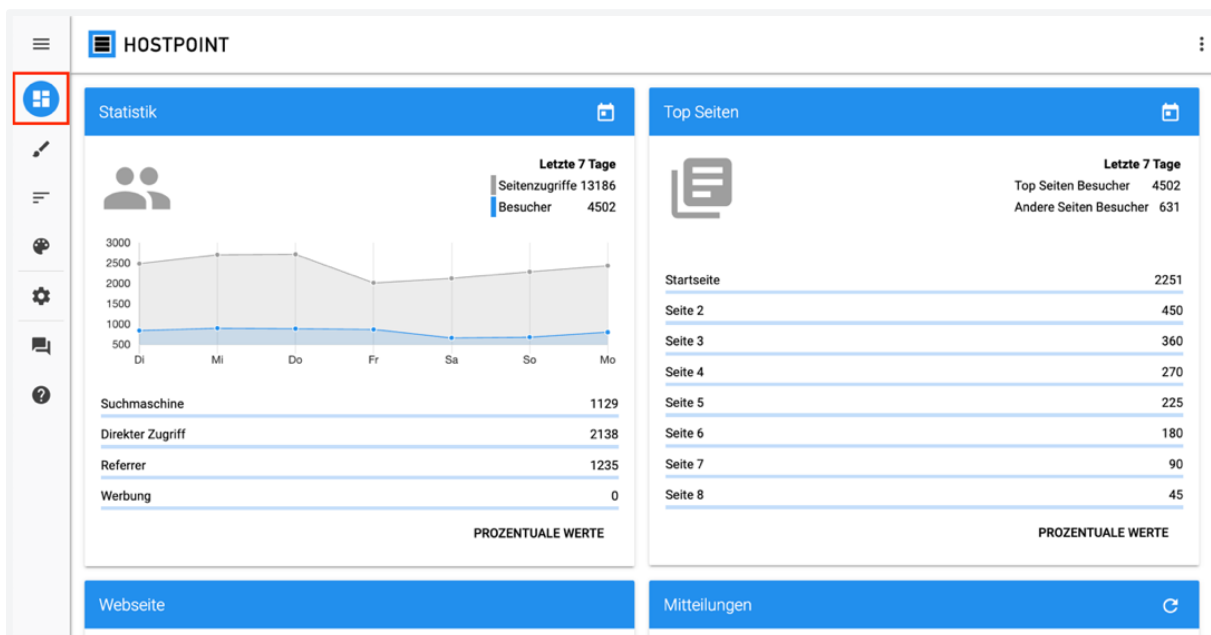 HOSTPOINT
Statistik
Letzte 7 Tage
Seitenzugriffe 13186
Besucher 4502
3000
2500
2000
1500
1000
500
Di Mi Do Fr Sa So Mo
Suchmaschine 1129
Direkter Zugriff 2138
Referrer 1235
Werbung 0
PROZENTUALE WERTE
Top Seiten
Letzte 7 Tage
Top Seiten Besucher 4502
Andere Seiten Besucher 631
Startseite 2251
Seite 2 450
Seite 3 360
Seite 4 270
Seite 5 225
Seite 6 180
Seite 7 90
Seite 8 45
PROZENTUALE WERTE
Webseite
Mitteilungen